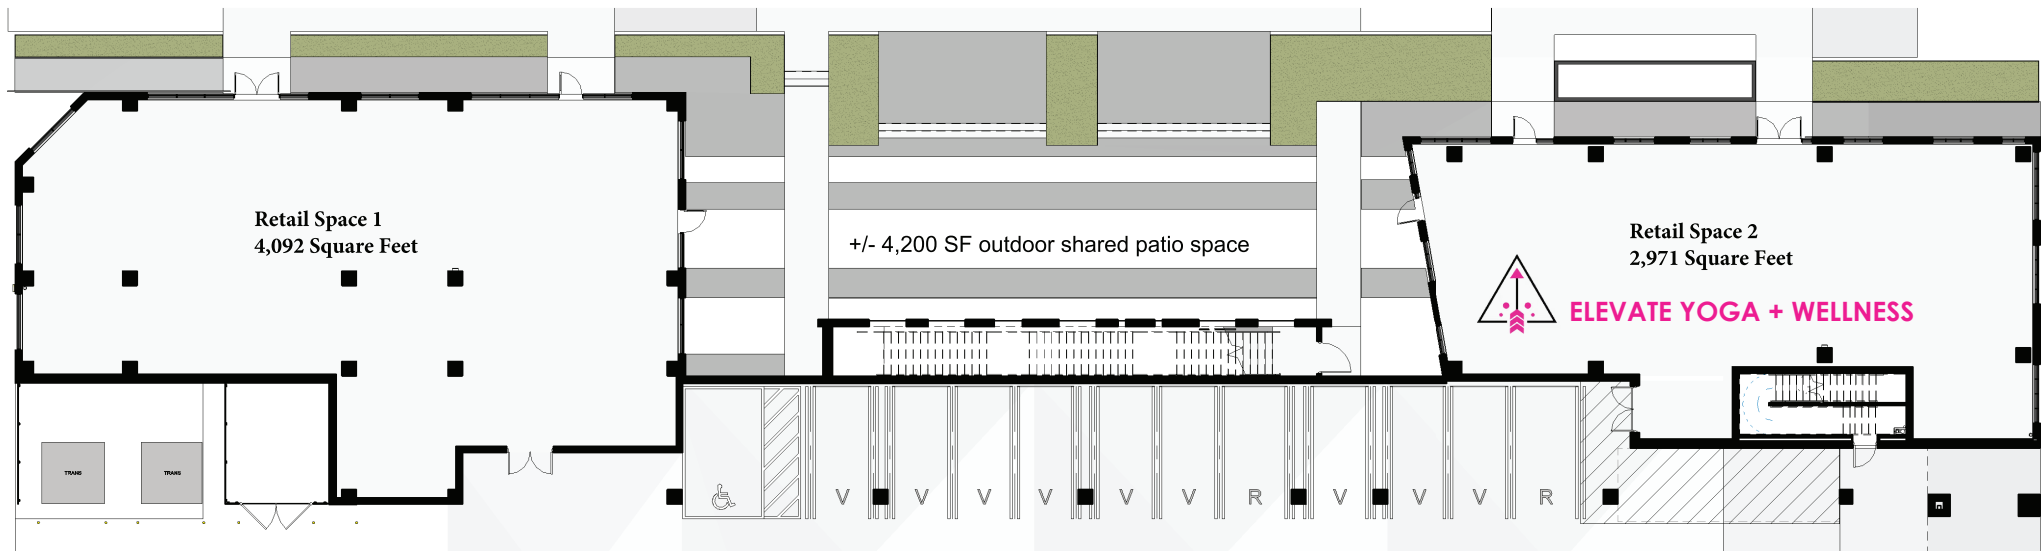 Retail Space 1
4,092 Square Feet
+/- 4,200 SF outdoor shared patio space
Retail Space 2
2,971 Square Feet
ELEVATE YOGA + WELLNESS
TRANS
TRANS
V
V
V
V
V
V
R
V
V
V
R